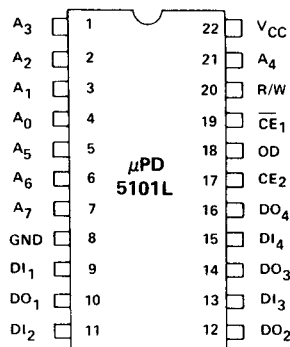 A3 1 22 VCC
A2 2 21 A4
A1 3 20 R/W
A0 4 19 C̅E̅1
A5 5 18 OD
μPD
A6 6 17 CE2
5101L
A7 7 16 DO4
GND 8 15 DI4
DI1 9 14 DO3
DO1 10 13 DI3
DI2 11 12 DO2